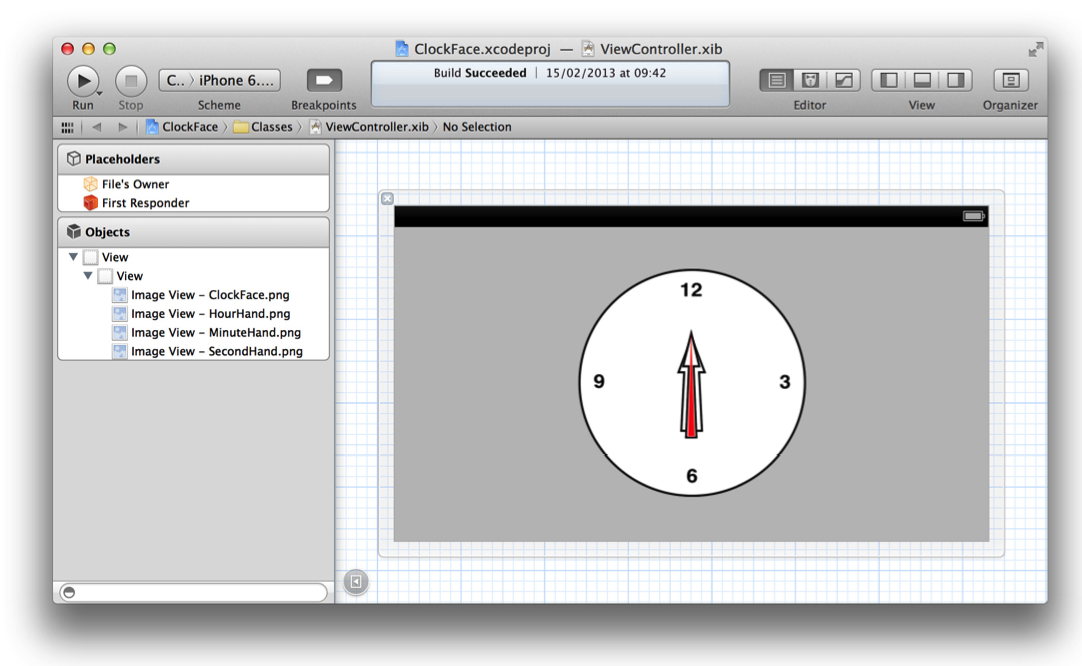 ClockFace.xcodeproj — ViewController.xib
Build Succeeded | 15/02/2013 at 09:42
C.. 〉 iPhone 6....
Run Stop Scheme Breakpoints Editor View Organizer
ClockFace 〉 Classes 〉 ViewController.xib 〉 No Selection
Placeholders
File's Owner
First Responder
Objects
View
View
Image View – ClockFace.png
Image View – HourHand.png
Image View – MinuteHand.png
Image View – SecondHand.png
12
9 3
6